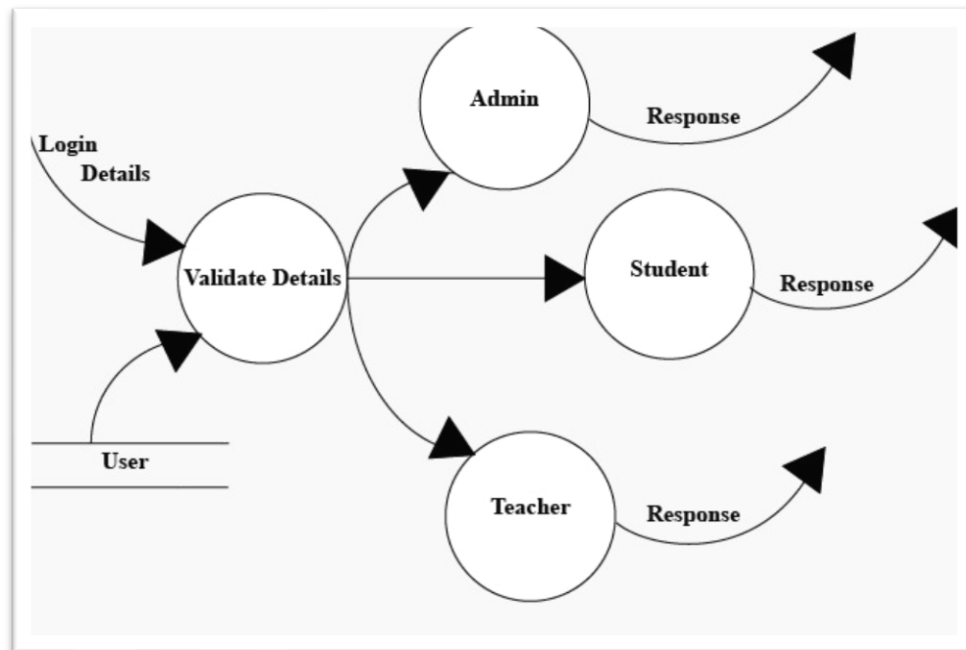 Admin
Response
Login
Details
Validate Details
Student
Response
User
Teacher
Response